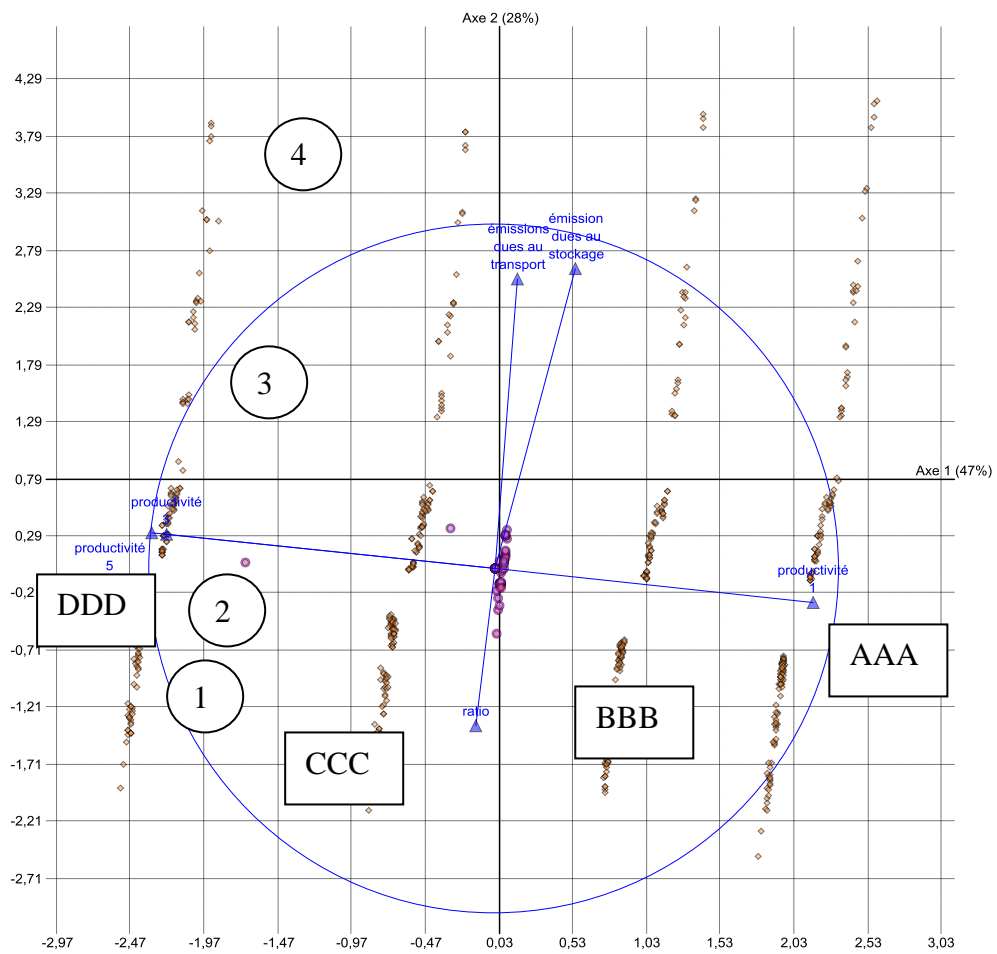 Axe 2 (28%)
4,29
3,79
3,29
2,79
2,29
1,79
1,29
0,79
0,29
-0,2
-0,71
-1,21
-1,71
-2,21
-2,71
4
émissions
dues au
transport
émission
dues au
stockage
3
Axe 1 (47%)
productivité
productivité
5
productivité
1
DDD
2
1
AAA
ratio
BBB
CCC
-2,97
-2,47
-1,97
-1,47
-0,97
-0,47
0,03
0,53
1,03
1,53
2,03
2,53
3,03